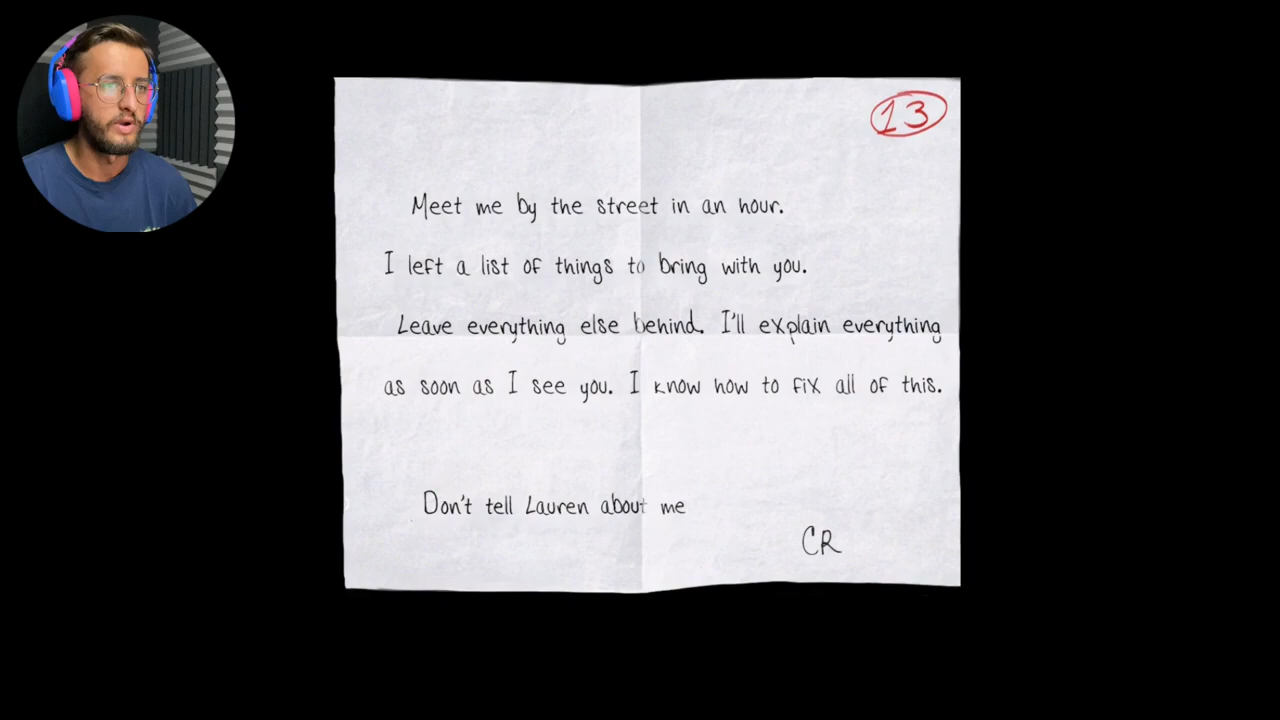 13
Meet me by the street in an hour.
I left a list of things to bring with you.
Leave everything else behind. I'll explain everything
as soon as I see you. I know how to fix all of this.
Don't tell Lauren about me
CR